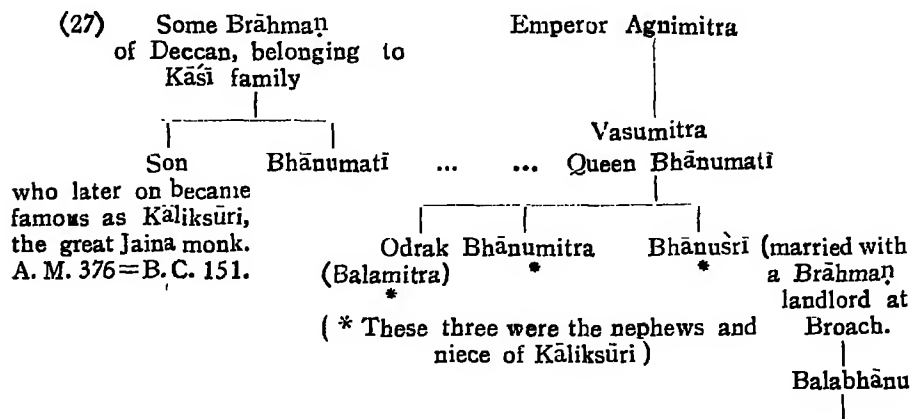 (27) Some Brāhmaṇ Emperor Agnimitra
of Deccan, belonging to
Kāśī family
Vasumitra
Son Bhānumatī ... ... Queen Bhānumatī
who later on became
famous as Kāliksūri,
the great Jaina monk.
A. M. 376=B. C. 151.
Odrak Bhānumitra Bhānuśrī (married with
(Balamitra) * * a Brāhmaṇ
* landlord at
Broach.
( * These three were the nephews and
niece of Kāliksūri )
Balabhānu